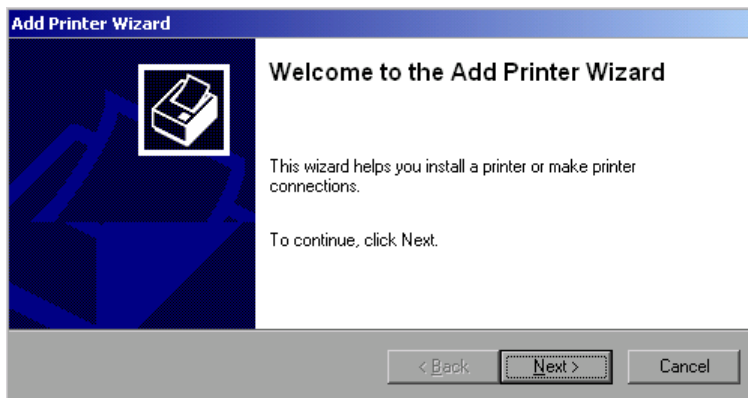 Add Printer Wizard
Welcome to the Add Printer Wizard
This wizard helps you install a printer or make printer
connections.
To continue, click Next.
< Back Next > Cancel